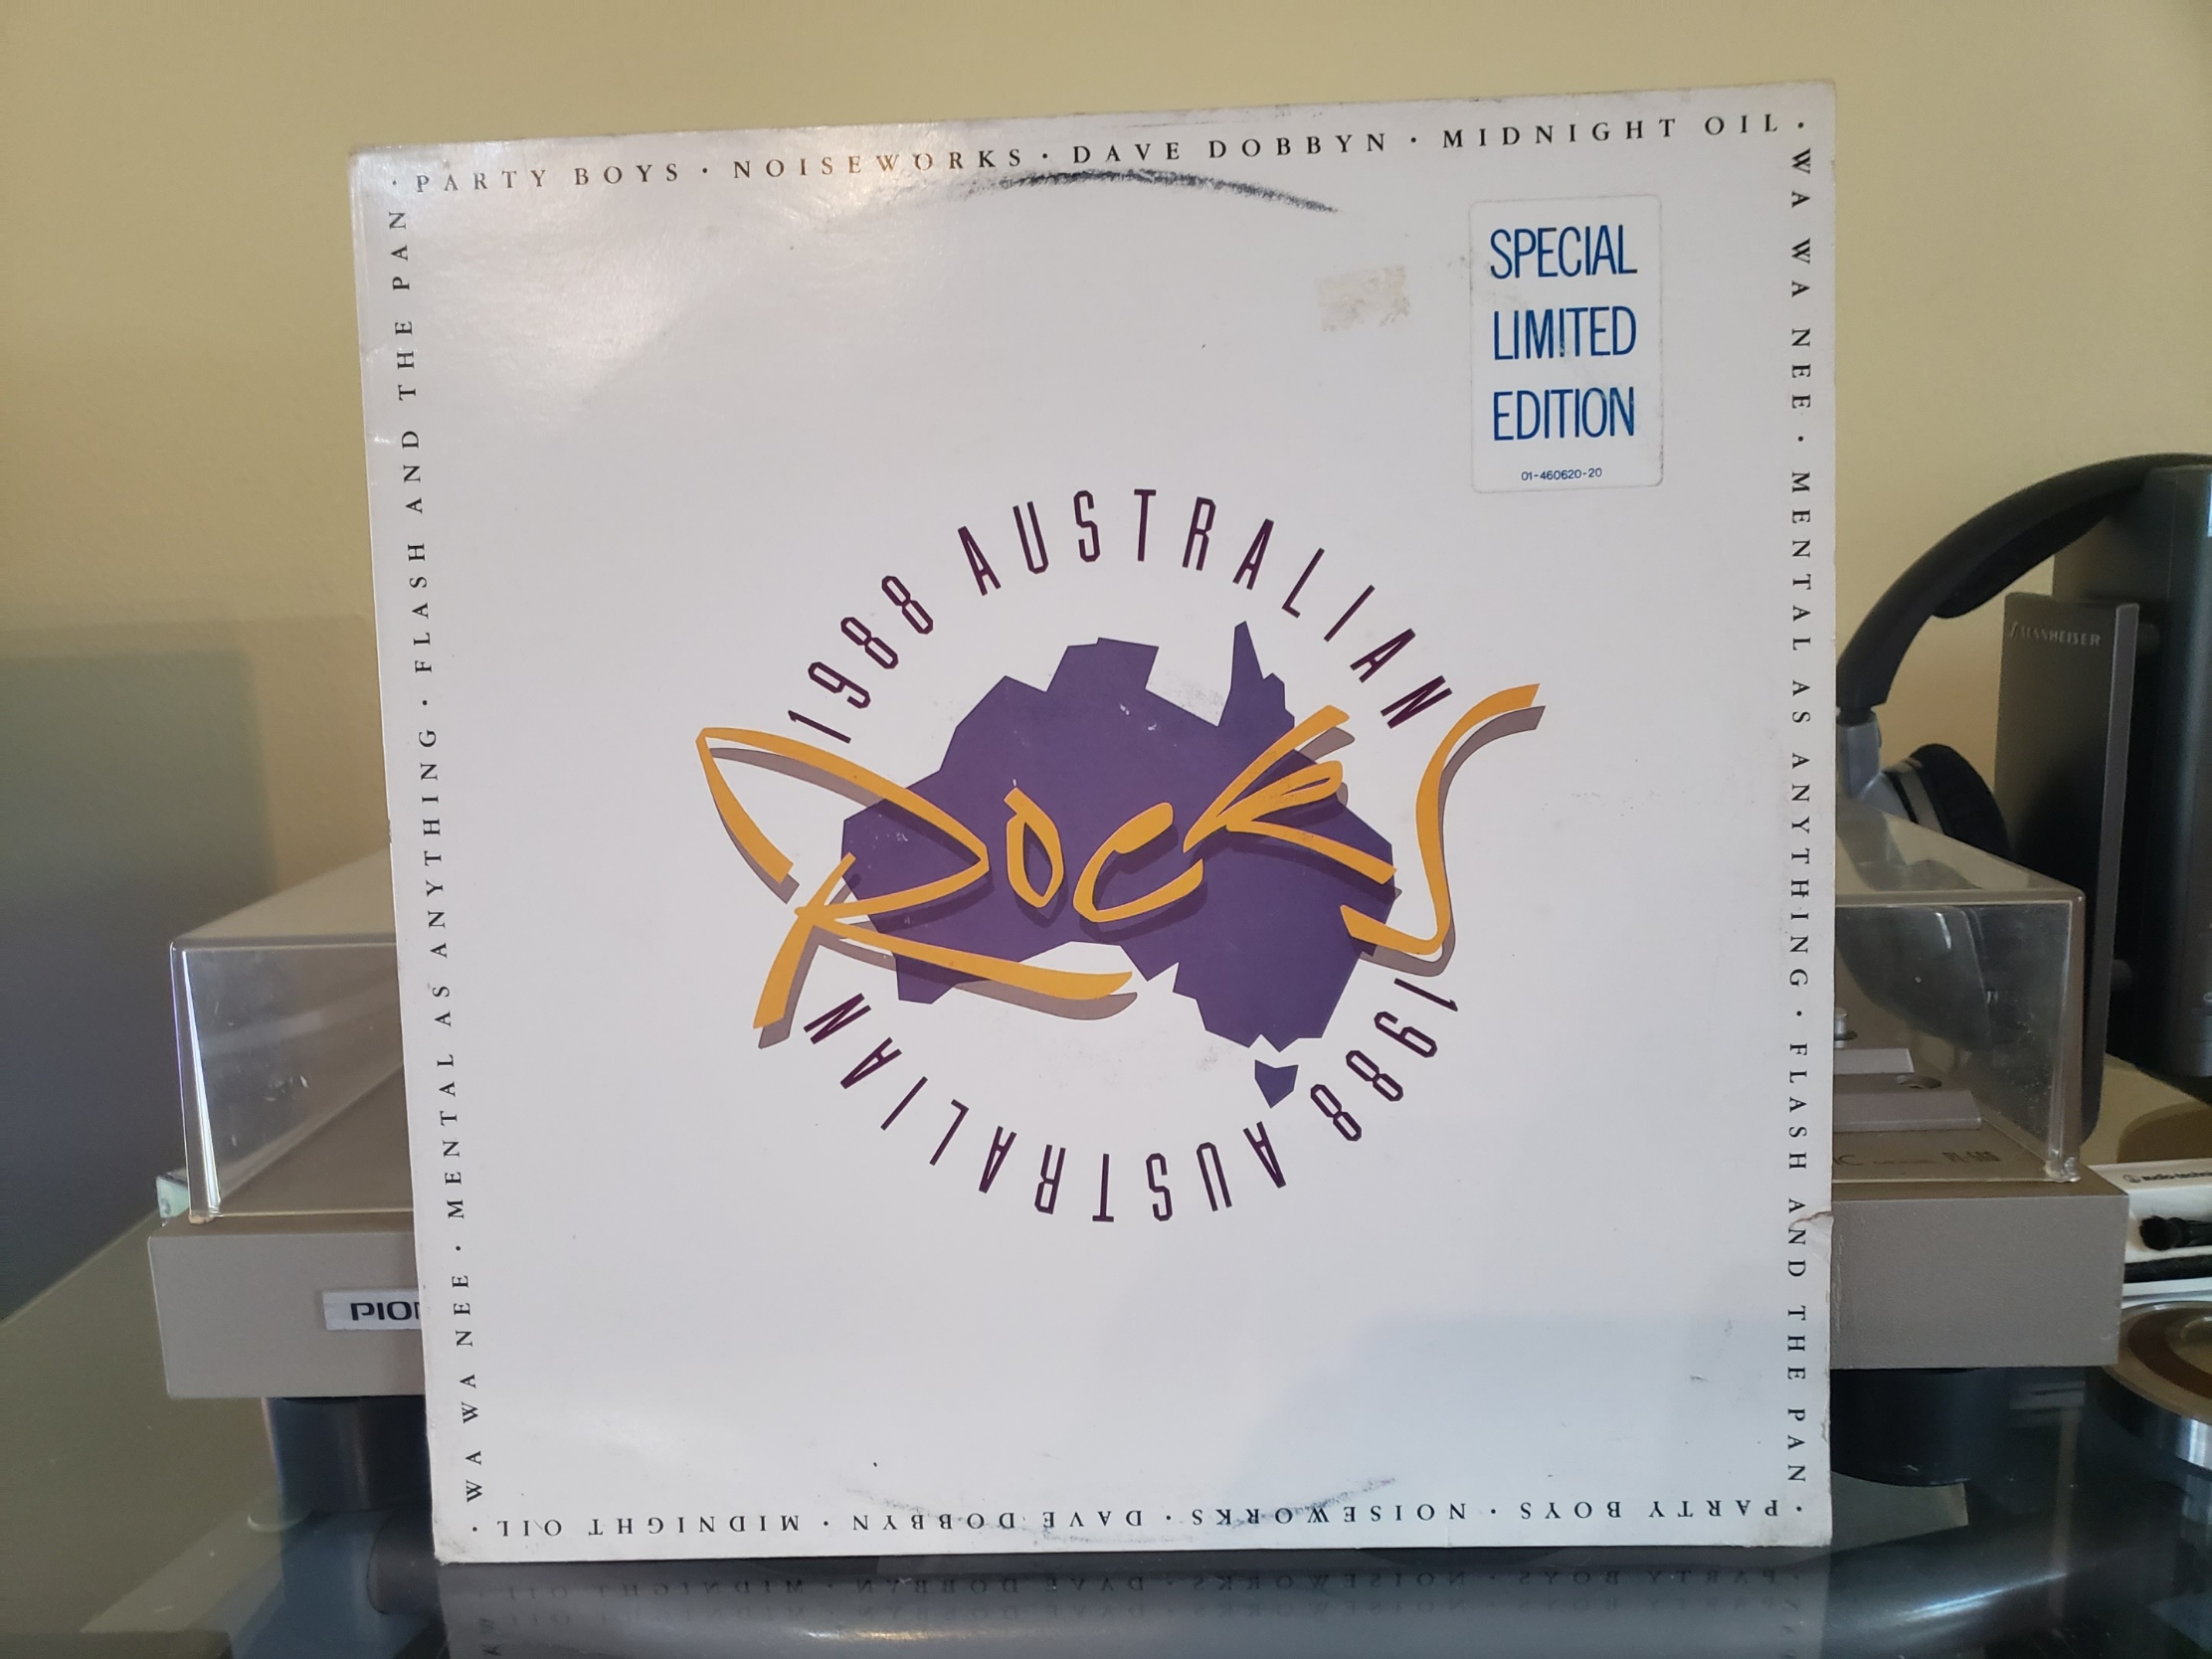 · PARTY BOYS · NOISEWORKS · DAVE DOBBYN · MIDNIGHT OIL ·
WA WA NEE · MENTAL AS ANYTHING · FLASH AND THE PAN
· PARTY BOYS · NOISEWORKS · DAVE DOBBYN · MIDNIGHT OIL ·
WA WA NEE · MENTAL AS ANYTHING · FLASH AND THE PAN
SPECIAL
LIMITED
EDITION
01-460620-20
1988 AUSTRALIAN
Rocks
1988 AUSTRALIAN
SENNHEISER